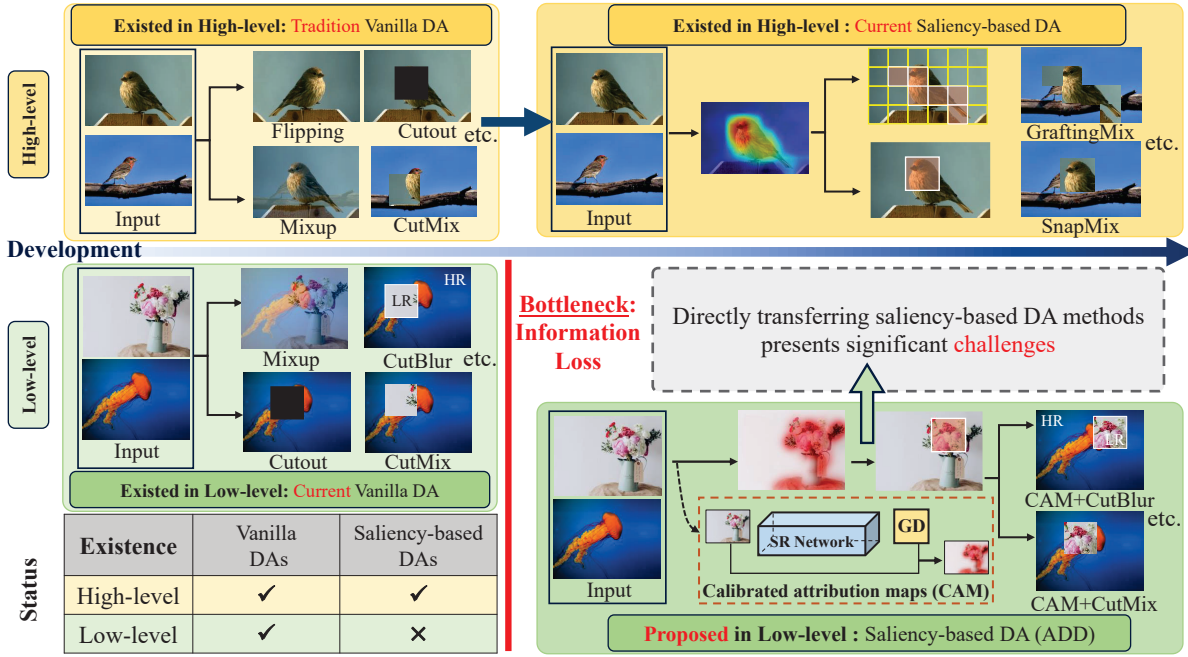 Existed in High-level: Tradition Vanilla DA
High-level
Input
Flipping
Cutout
Mixup
CutMix
etc.
Existed in High-level : Current Saliency-based DA
Input
GraftingMix
SnapMix
etc.
Development
Low-level
Input
Mixup
HR
LR
CutBlur
etc.
Cutout
CutMix
Existed in Low-level: Current Vanilla DA
Bottleneck:
Information
Loss
Directly transferring saliency-based DA methods
presents significant challenges
Input
SR Network
GD
Calibrated attribution maps (CAM)
HR
LR
CAM+CutBlur
etc.
CAM+CutMix
Proposed in Low-level : Saliency-based DA (ADD)
Status
Existence
Vanilla
DAs
Saliency-based
DAs
High-level ✓ ✓
Low-level ✓ ✕